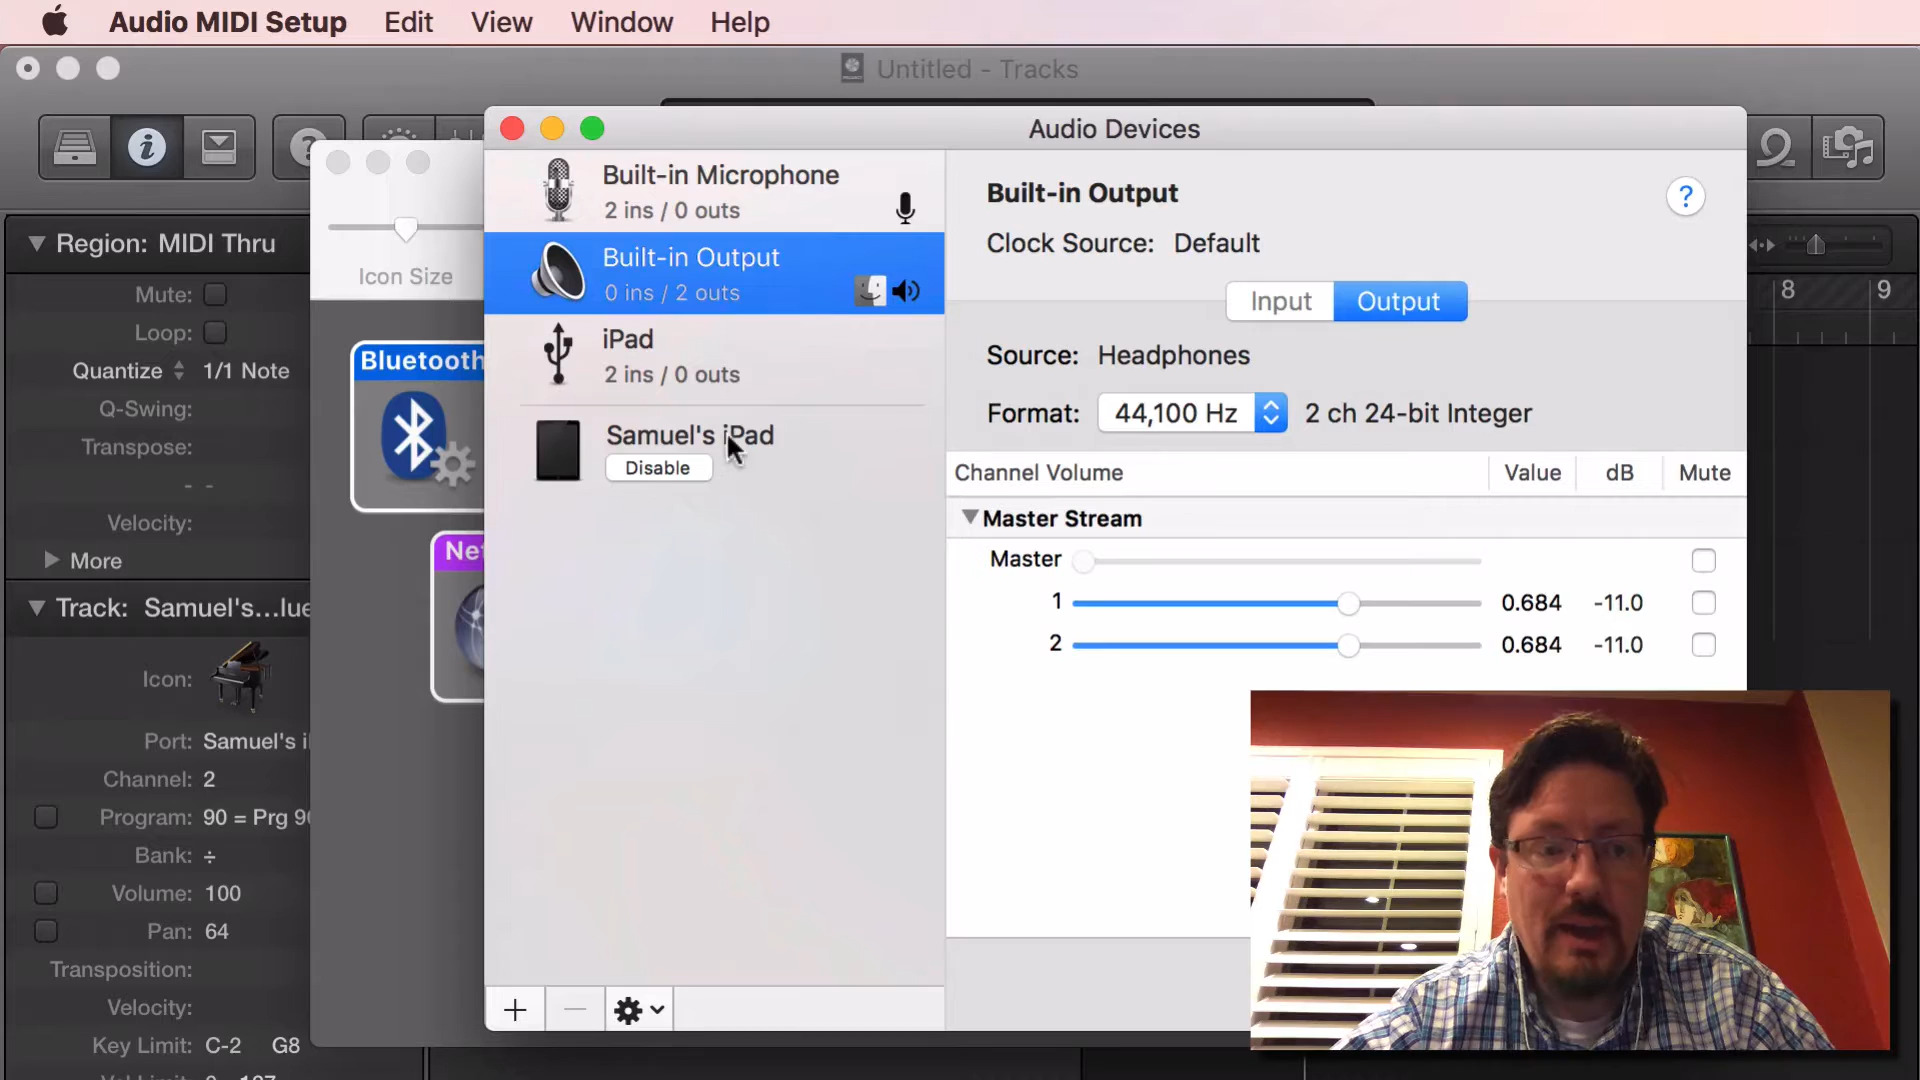 Audio MIDI Setup Edit View Window Help
Untitled - Tracks
Audio Devices
Region: MIDI Thru
Mute:
Loop:
Quantize 1/1 Note
Q-Swing:
Transpose:
- -
Velocity:
More
Track: Samuel's...lue
Icon:
Port: Samuel's
Channel: 2
Program: 90 = Prg
Bank: ÷
Volume: 100
Pan: 64
Transposition:
Velocity:
Key Limit: C-2 G8
Icon Size
Bluetooth
Built-in Microphone
2 ins / 0 outs
Built-in Output
0 ins / 2 outs
iPad
2 ins / 0 outs
Samuel's iPad
Disable
Built-in Output
?
Clock Source: Default
Input Output
Source: Headphones
Format: 44,100 Hz 2 ch 24-bit Integer
Channel Volume Value dB Mute
Master Stream
Master
1 0.684 -11.0
2 0.684 -11.0
8 9